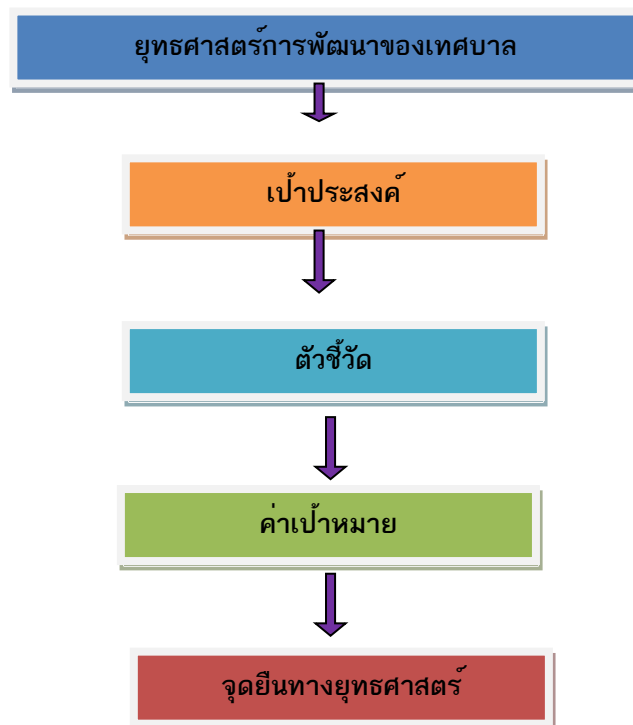 ยุทธศาสตร์การพัฒนาของเทศบาล
เป้าประสงค์
ตัวชี้วัด
ค่าเป้าหมาย
จุดยืนทางยุทธศาสตร์